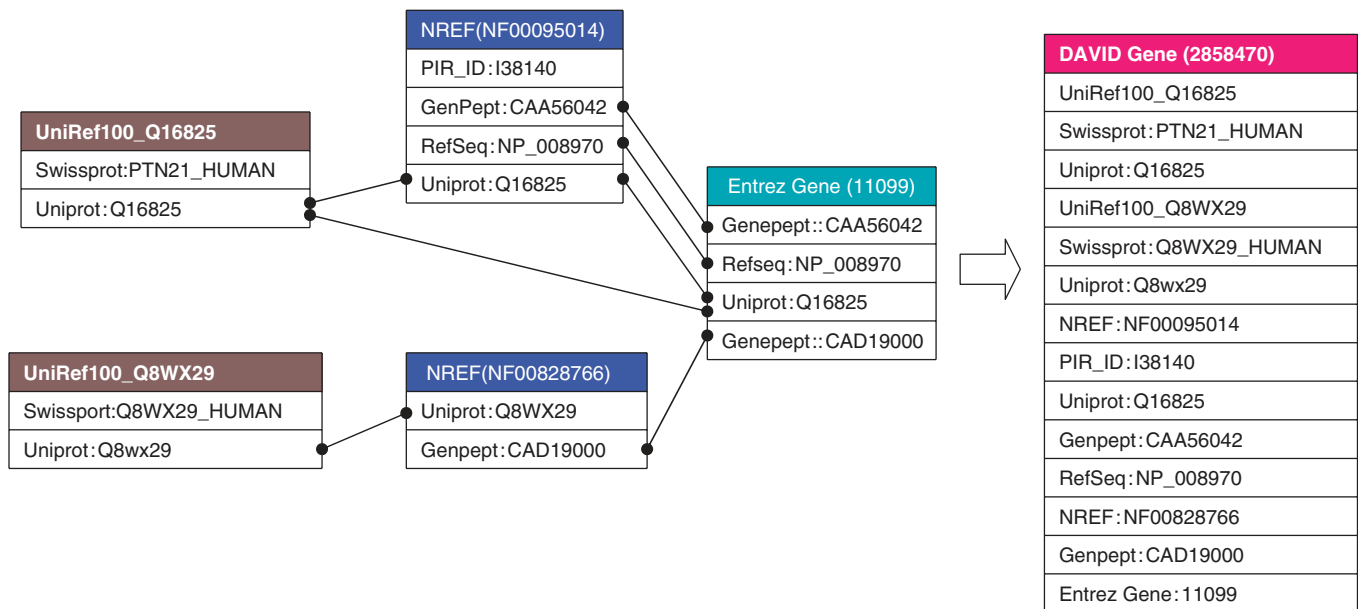 NREF(NF00095014)
PIR_ID:I38140
GenPept:CAA56042
RefSeq:NP_008970
Uniprot:Q16825
UniRef100_Q16825
Swissprot:PTN21_HUMAN
Uniprot:Q16825
Entrez Gene (11099)
Genepept::CAA56042
Refseq:NP_008970
Uniprot:Q16825
Genepept::CAD19000
UniRef100_Q8WX29
Swissport:Q8WX29_HUMAN
Uniprot:Q8wx29
NREF(NF00828766)
Uniprot:Q8WX29
Genpept:CAD19000
DAVID Gene (2858470)
UniRef100_Q16825
Swissprot:PTN21_HUMAN
Uniprot:Q16825
UniRef100_Q8WX29
Swissprot:Q8WX29_HUMAN
Uniprot:Q8wx29
NREF:NF00095014
PIR_ID:I38140
Uniprot:Q16825
Genpept:CAA56042
RefSeq:NP_008970
NREF:NF00828766
Genpept:CAD19000
Entrez Gene:11099